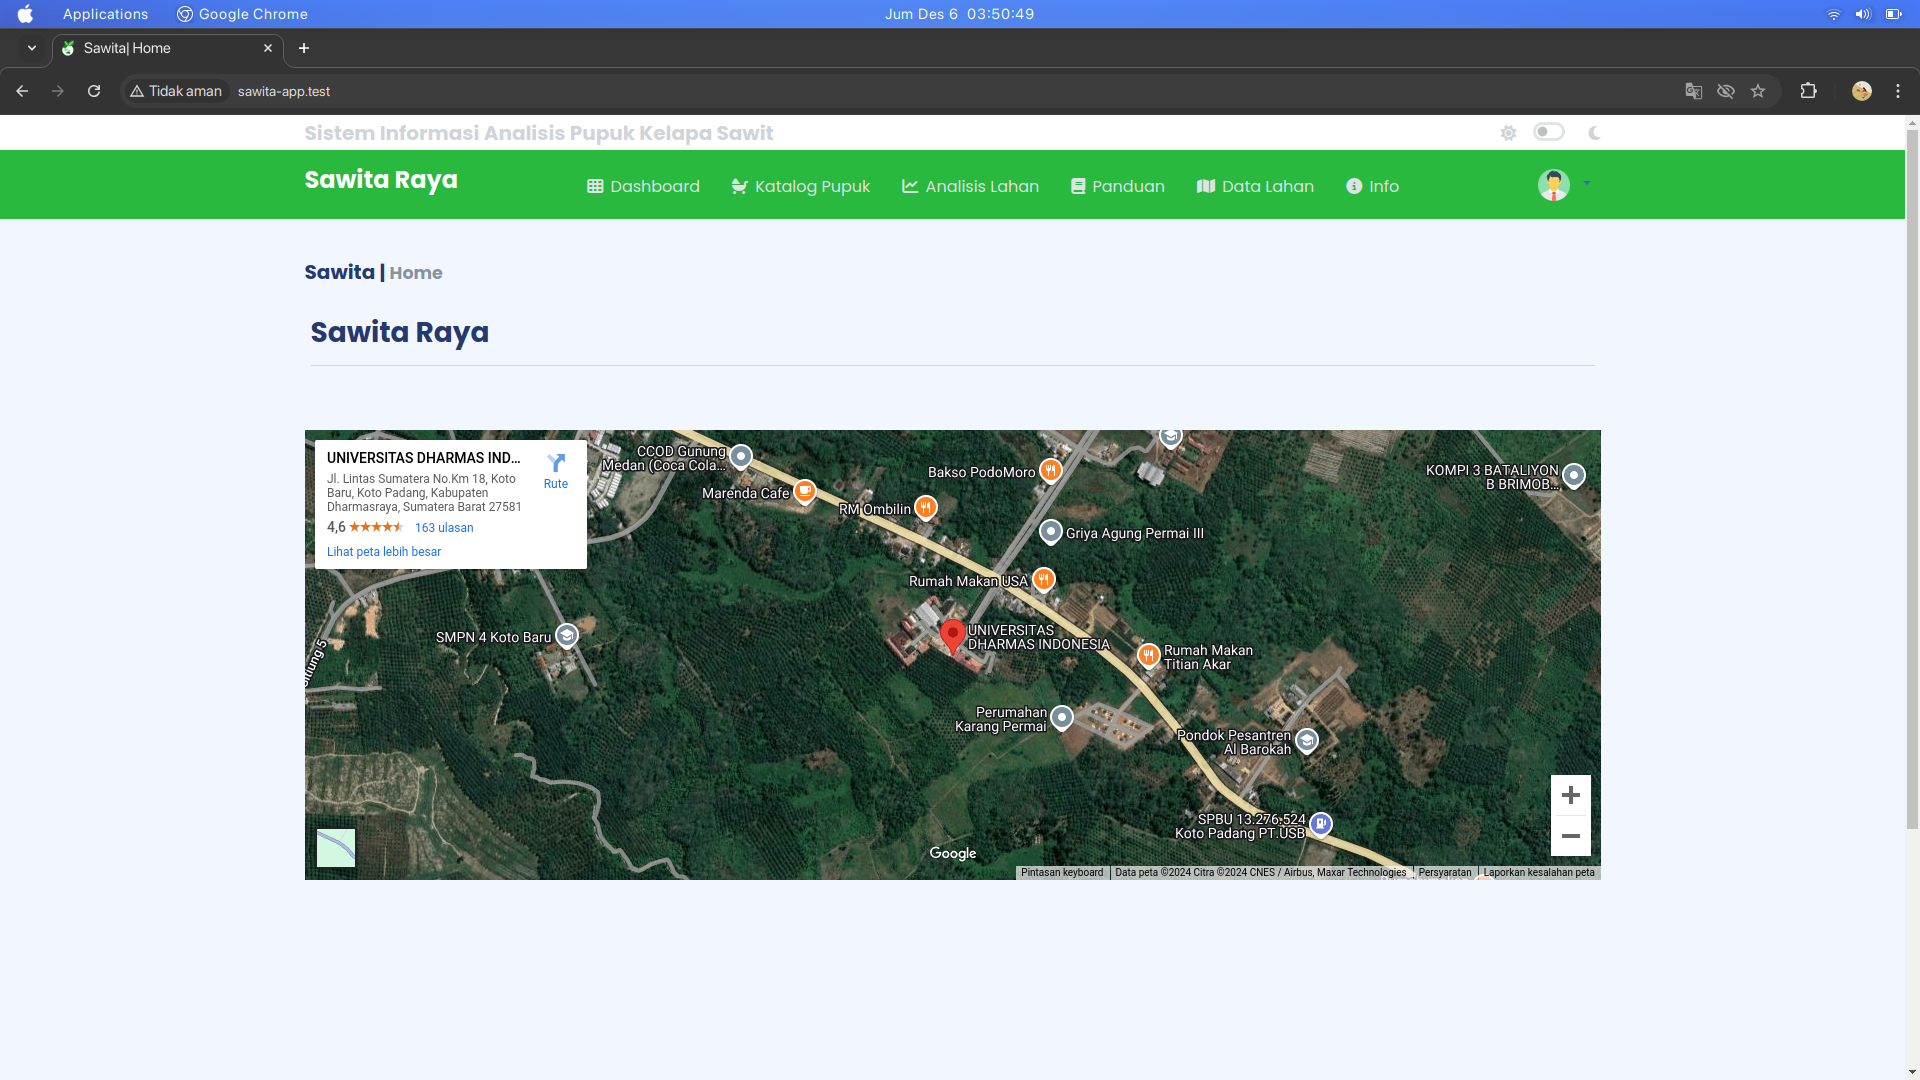 Applications Google Chrome Jum Des 6 03:50:49
Sawita| Home
Tidak aman sawita-app.test
Sistem Informasi Analisis Pupuk Kelapa Sawit
Sawita Raya Dashboard Katalog Pupuk Analisis Lahan Panduan Data Lahan Info
Sawita | Home
Sawita Raya
UNIVERSITAS DHARMAS IND...
Jl. Lintas Sumatera No.Km 18, Koto
Baru, Koto Padang, Kabupaten
Dharmasraya, Sumatera Barat 27581
4,6 163 ulasan
Lihat peta lebih besar
Rute
CCOD Gunung
Medan (Coca Cola...
Marenda Cafe
RM Ombilin
Bakso PodoMoro
KOMPI 3 BATALIYON
B BRIMOB...
Griya Agung Permai III
Rumah Makan USA
SMPN 4 Koto Baru
UNIVERSITAS
DHARMAS INDONESIA
Rumah Makan
Titian Akar
Perumahan
Karang Permai
Pondok Pesantren
Al Barokah
SPBU 13.276.524
Koto Padang PT.USB
Google
Pintasan keyboard Data peta ©2024 Citra ©2024 CNES / Airbus, Maxar Technologies Persyaratan Laporkan kesalahan peta